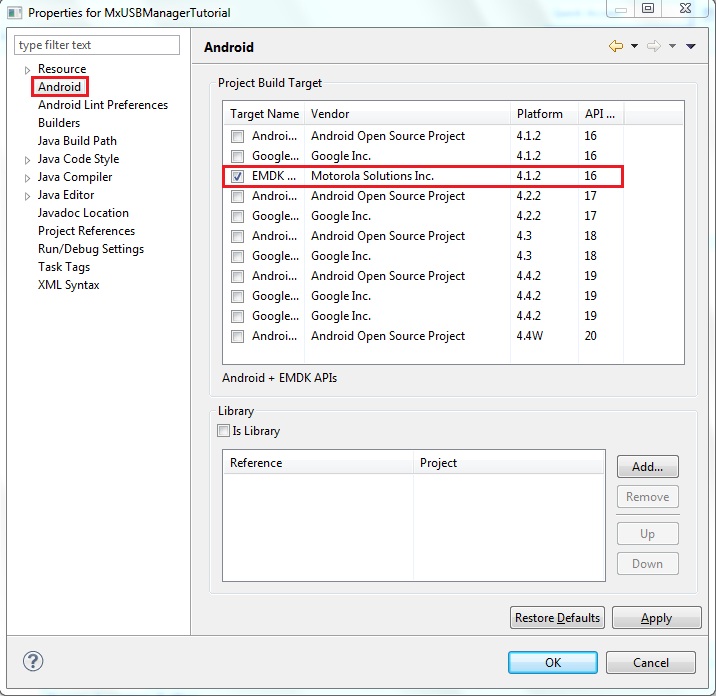 Properties for MxUSBManagerTutorial
type filter text
Resource
Android
Android Lint Preferences
Builders
Java Build Path
Java Code Style
Java Compiler
Java Editor
Javadoc Location
Project References
Run/Debug Settings
Task Tags
XML Syntax
Android
Project Build Target
Target Name Vendor Platform API ...
Androi... Android Open Source Project 4.1.2 16
Google... Google Inc. 4.1.2 16
EMDK ... Motorola Solutions Inc. 4.1.2 16
Androi... Android Open Source Project 4.2.2 17
Google... Google Inc. 4.2.2 17
Androi... Android Open Source Project 4.3 18
Google... Google Inc. 4.3 18
Androi... Android Open Source Project 4.4.2 19
Google... Google Inc. 4.4.2 19
Google... Google Inc. 4.4.2 19
Androi... Android Open Source Project 4.4W 20
Android + EMDK APIs
Library
Is Library
Reference Project
Add...
Remove
Up
Down
Restore Defaults Apply
? OK Cancel